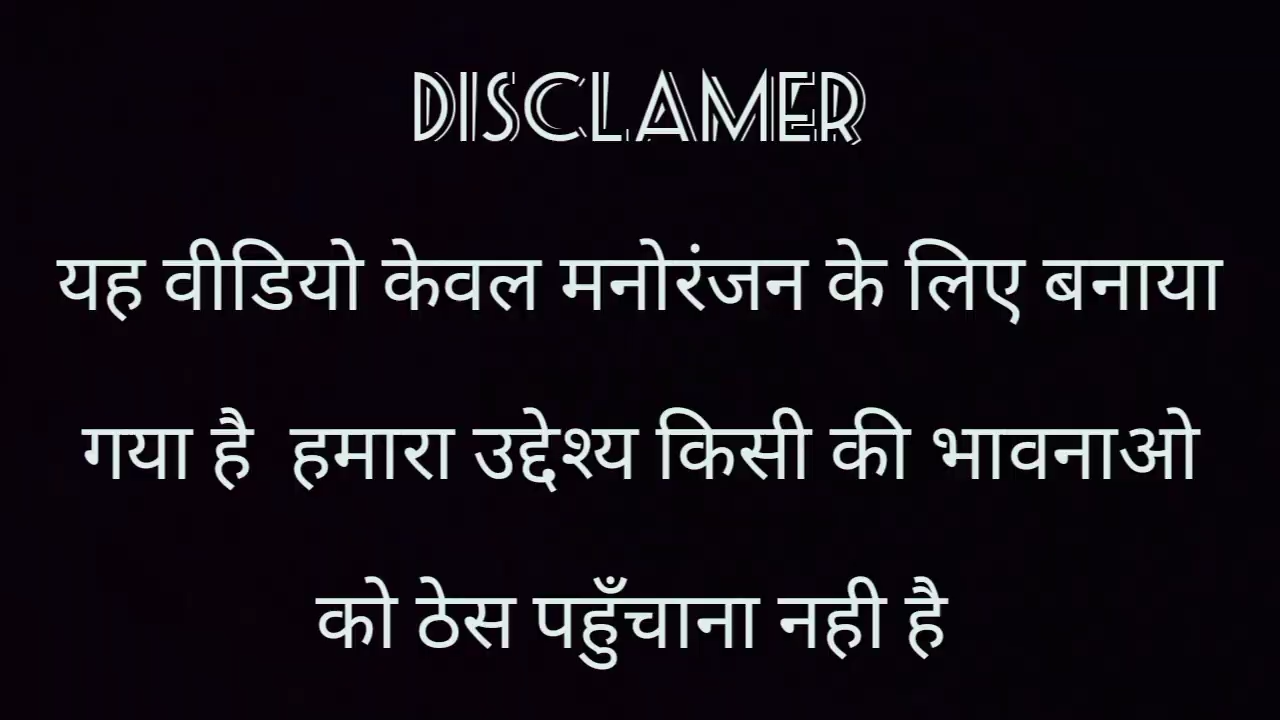 DISCLAMER
यह वीडियो केवल मनोरंजन के लिए बनाया
गया है हमारा उद्देश्य किसी की भावनाओ
को ठेस पहुँचाना नही है